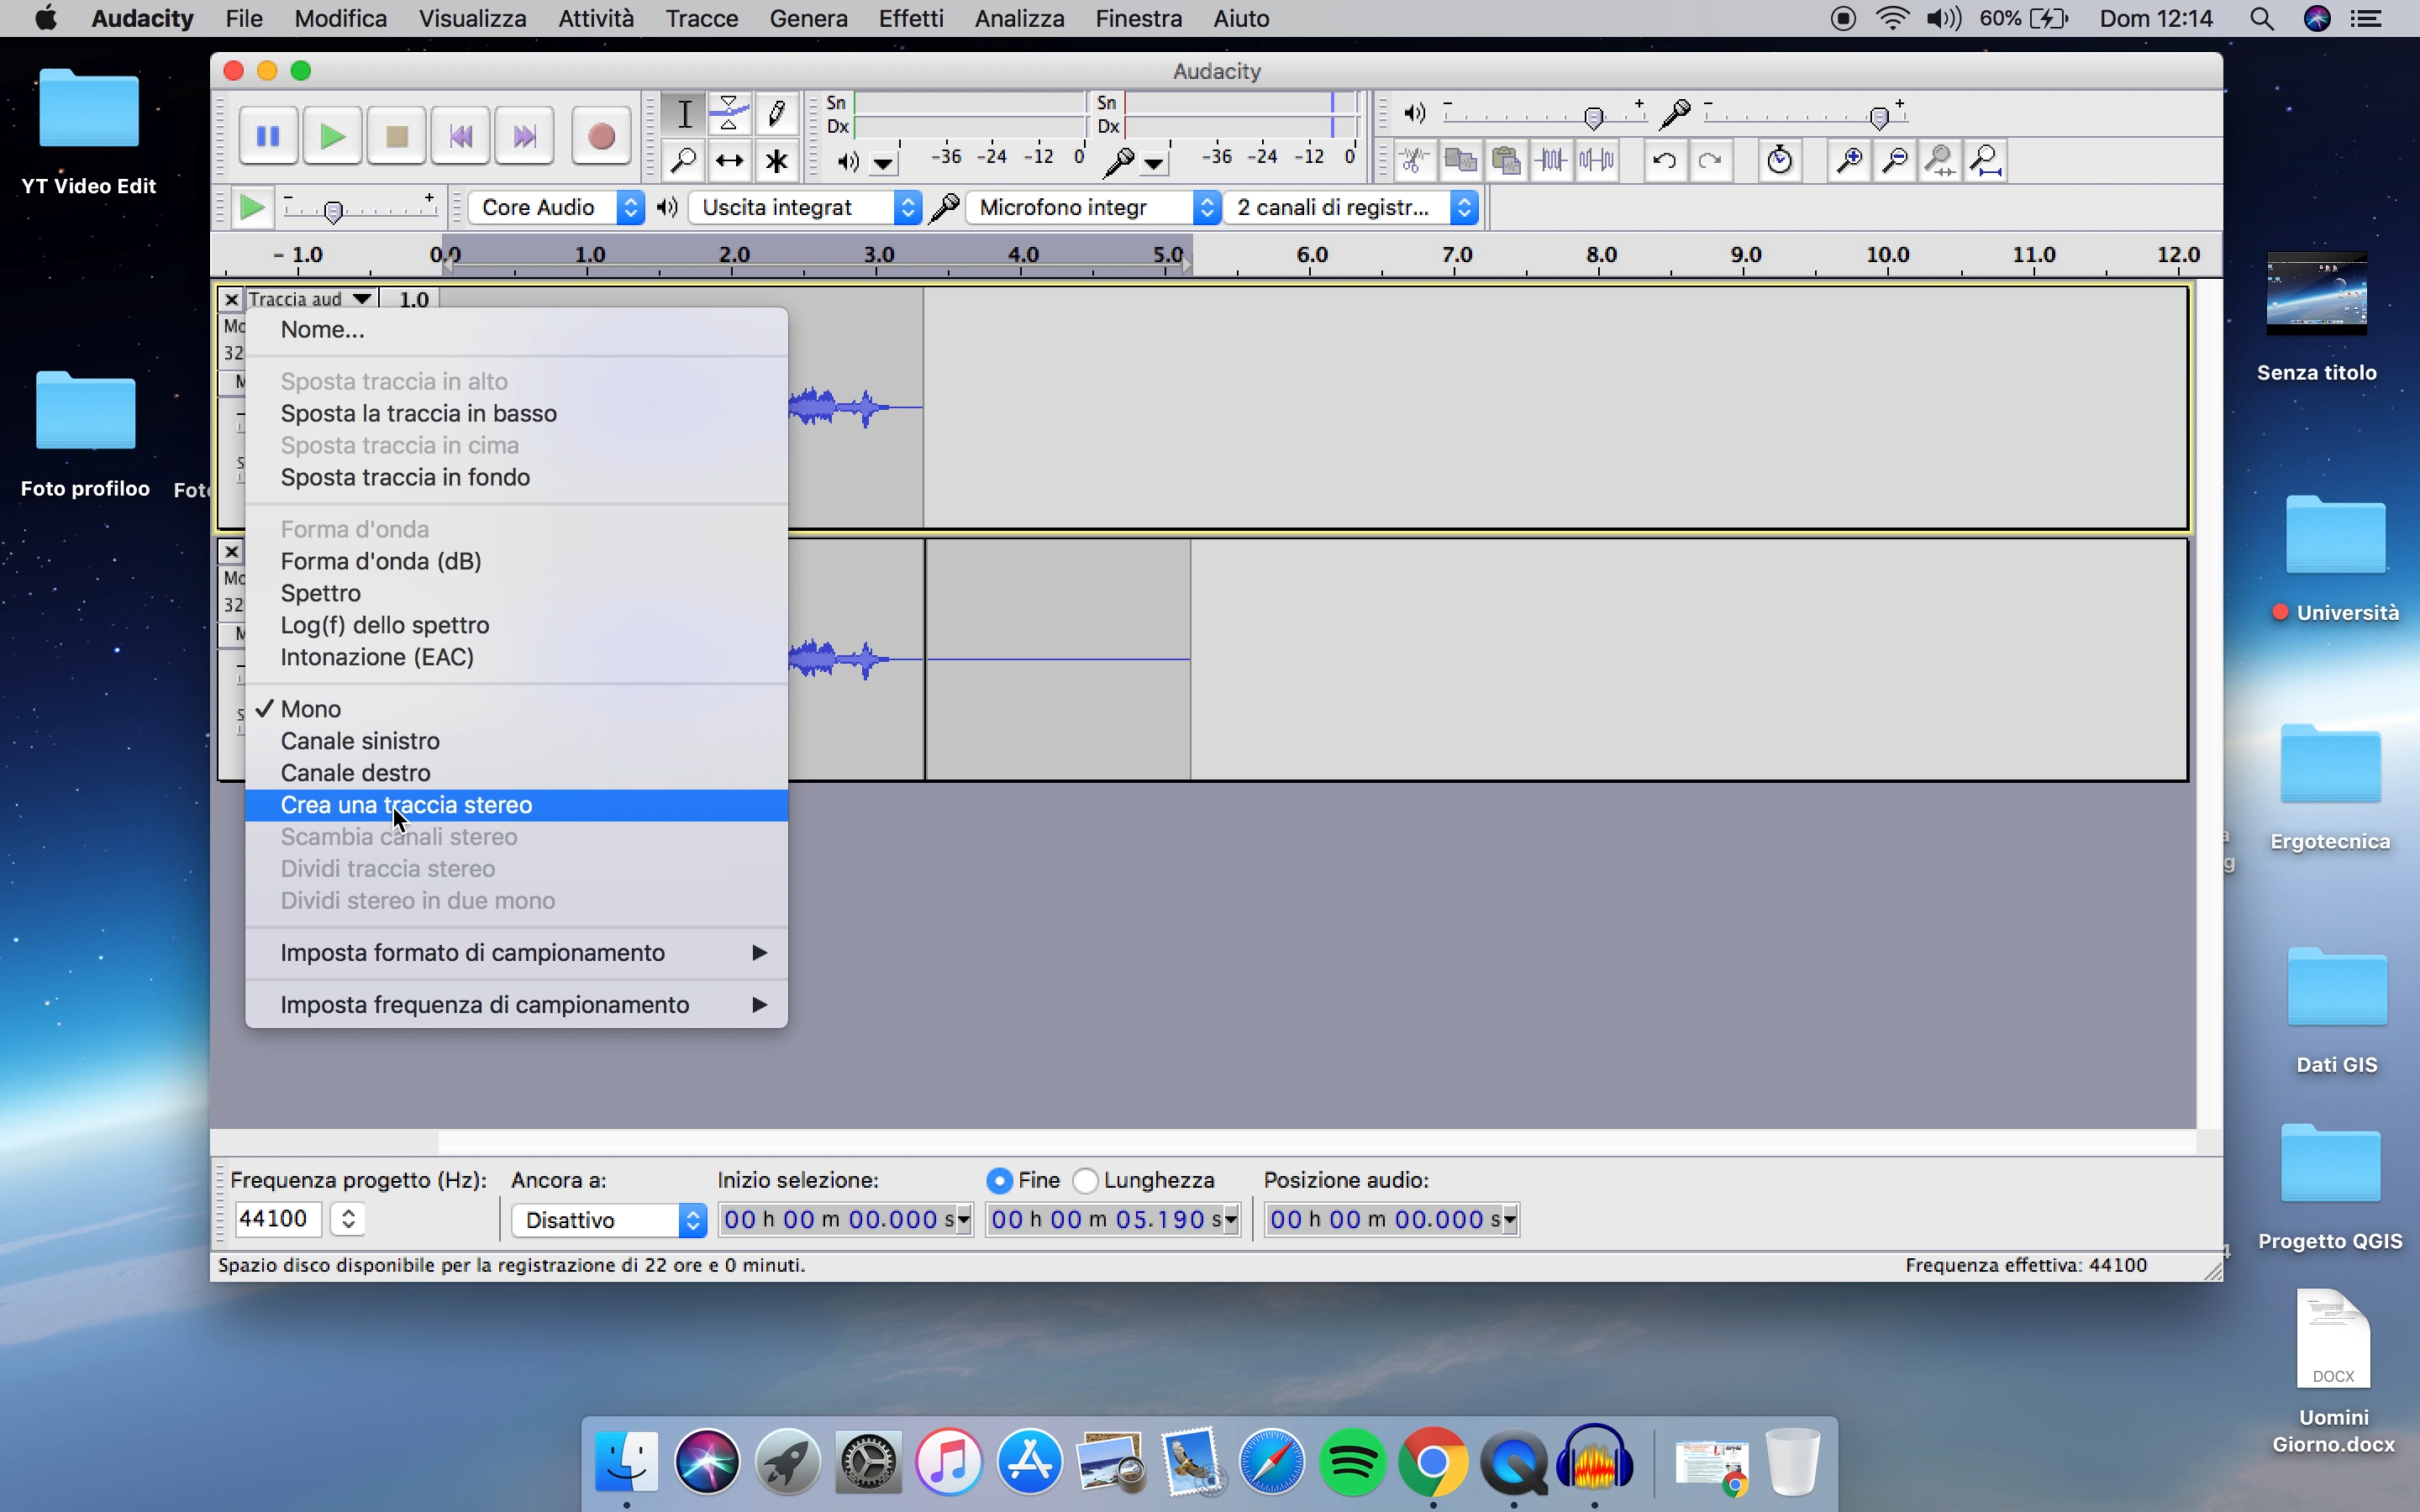 Audacity File Modifica Visualizza Attività Tracce Genera Effetti Analizza Finestra Aiuto 60% Dom 12:14
Audacity
YT Video Edit
Foto profiloo
Senza titolo
Università
Ergotecnica
Dati GIS
Progetto QGIS
DOCX
Uomini
Giorno.docx
Sn
Dx
-36 -24 -12 0
Sn
Dx
-36 -24 -12 0
Core Audio Uscita integrat Microfono integr 2 canali di registr...
- 1.0 0.0 1.0 2.0 3.0 4.0 5.0 6.0 7.0 8.0 9.0 10.0 11.0 12.0
Traccia aud 1.0
32
32
Nome...
Sposta traccia in alto
Sposta la traccia in basso
Sposta traccia in cima
Sposta traccia in fondo
Forma d'onda
Forma d'onda (dB)
Spettro
Log(f) dello spettro
Intonazione (EAC)
✓ Mono
Canale sinistro
Canale destro
Crea una traccia stereo
Scambia canali stereo
Dividi traccia stereo
Dividi stereo in due mono
Imposta formato di campionamento
Imposta frequenza di campionamento
Frequenza progetto (Hz): Ancora a: Inizio selezione: Fine Lunghezza Posizione audio:
44100 Disattivo 00 h 00 m 00.000 s 00 h 00 m 05.190 s 00 h 00 m 00.000 s
Spazio disco disponibile per la registrazione di 22 ore e 0 minuti. Frequenza effettiva: 44100